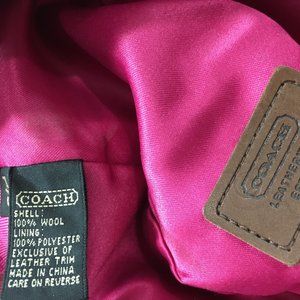 COACH
SHELL:
100% WOOL
LINING:
100% POLYESTER
EXCLUSIVE OF
LEATHER TRIM
MADE IN CHINA
CARE ON REVERSE
COACH